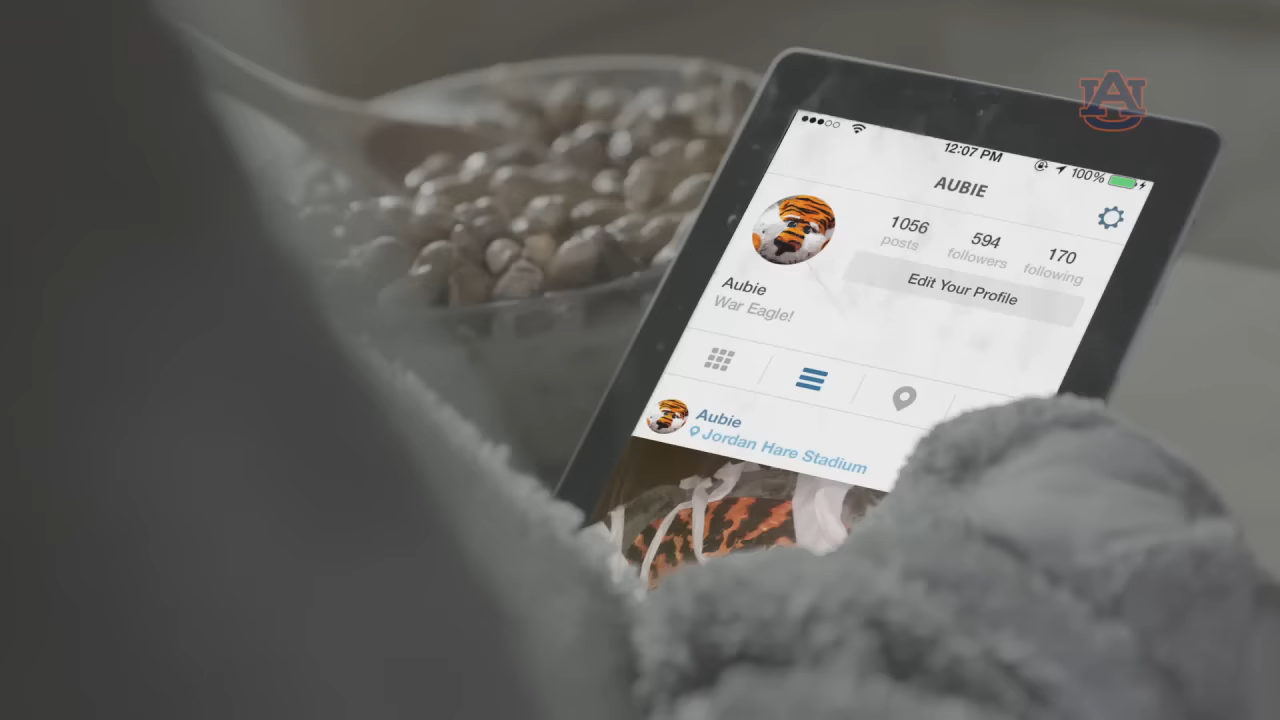 AU
12:07 PM
100%
AUBIE
1056 posts
594 followers
170 following
Edit Your Profile
Aubie
War Eagle!
Aubie
Jordan Hare Stadium